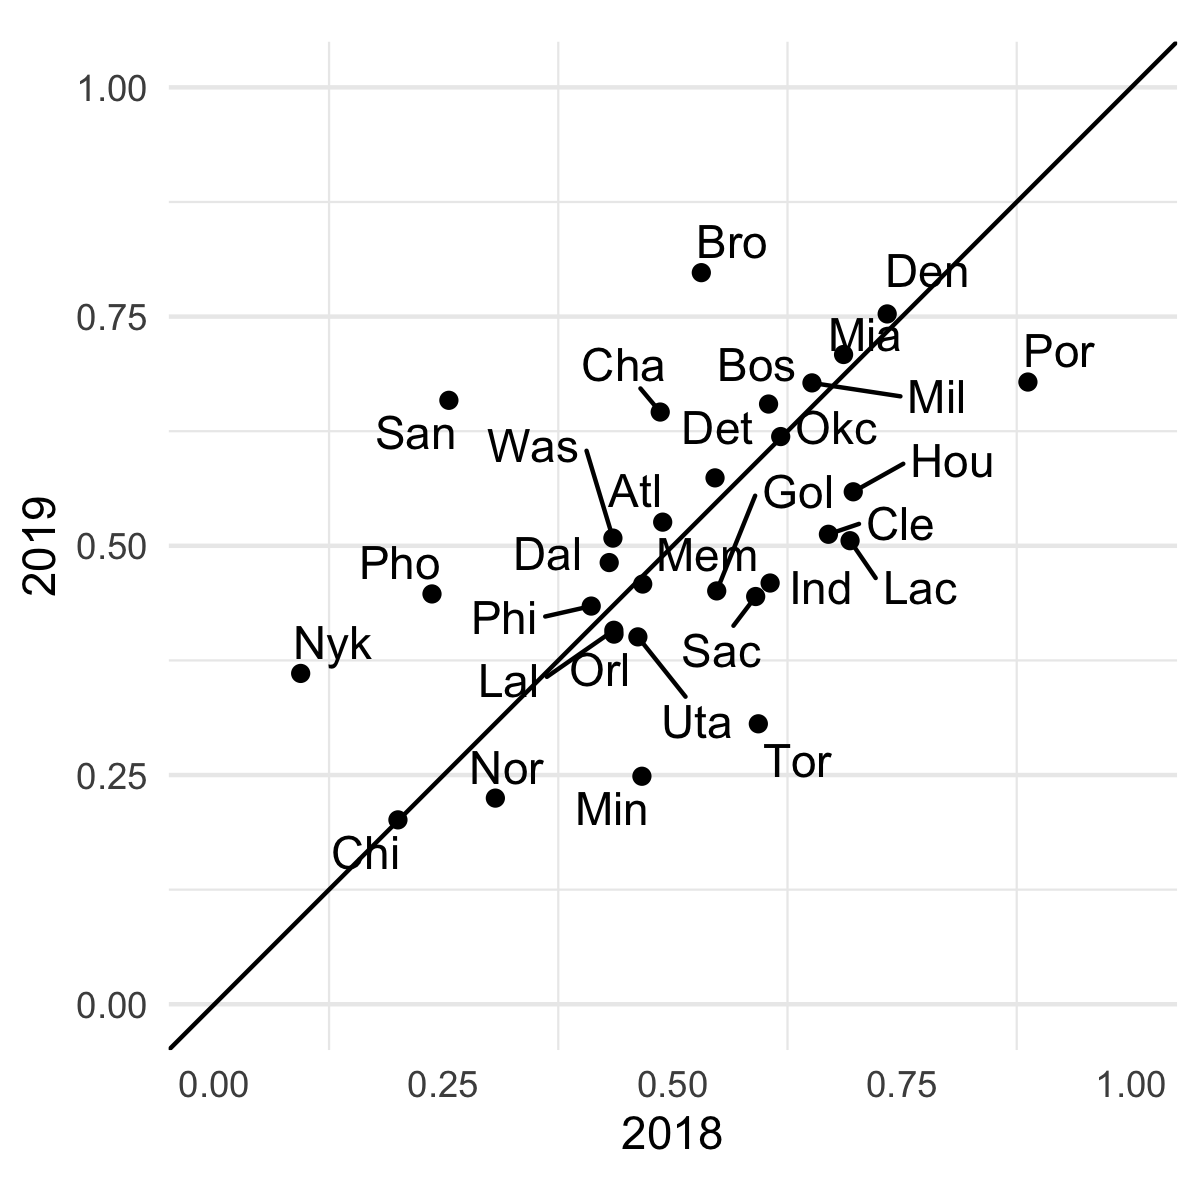 1.00
Bro
Den
0.75
Mia
Por
Cha
Bos
Mil
San
Det
Okc
Was
Hou
Atl
Gol
Cle
2019
0.50
Dal
Mem
Pho
Ind
Lac
Phi
Nyk
Sac
Lal
Orl
Uta
0.25
Nor
Tor
Min
Chi
0.00
0.00 0.25 0.50 0.75 1.00
2018